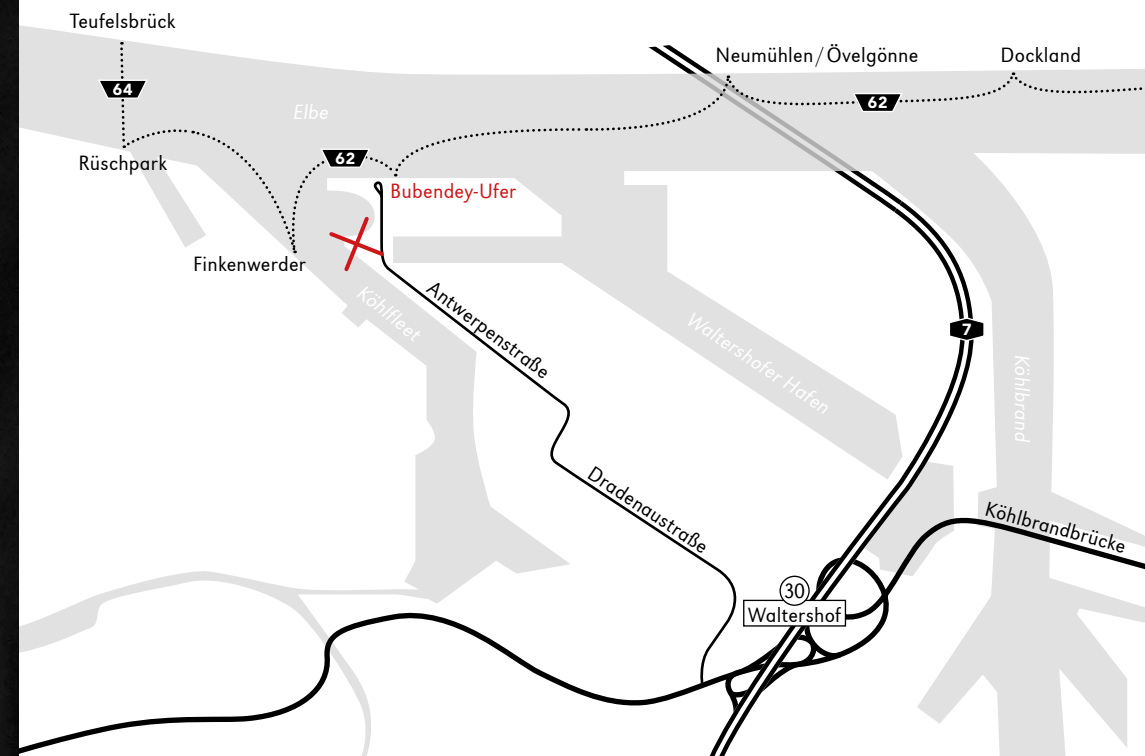 Teufelsbrück
Neumühlen/Övelgönne
Dockland
64
62
Elbe
Rüschpark
62
Bubendey-Ufer
Finkenwerder
Köhlfleet
Antwerpenstraße
Waltershofer Hafen
7
Köhlbrand
Dradenaustraße
Köhlbrandbrücke
30
Waltershof